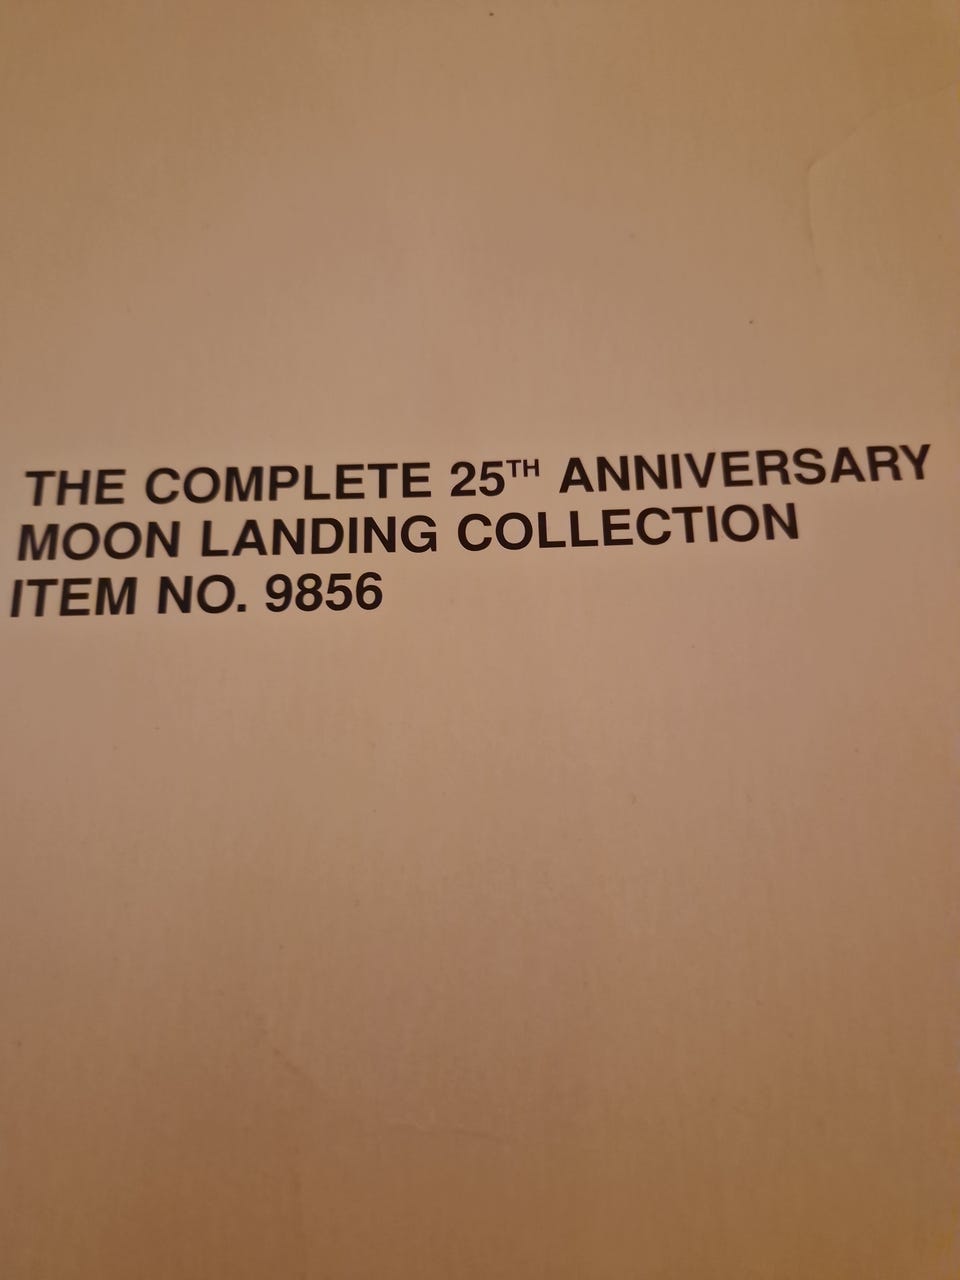 THE COMPLETE 25TH ANNIVERSARY
MOON LANDING COLLECTION
ITEM NO. 9856